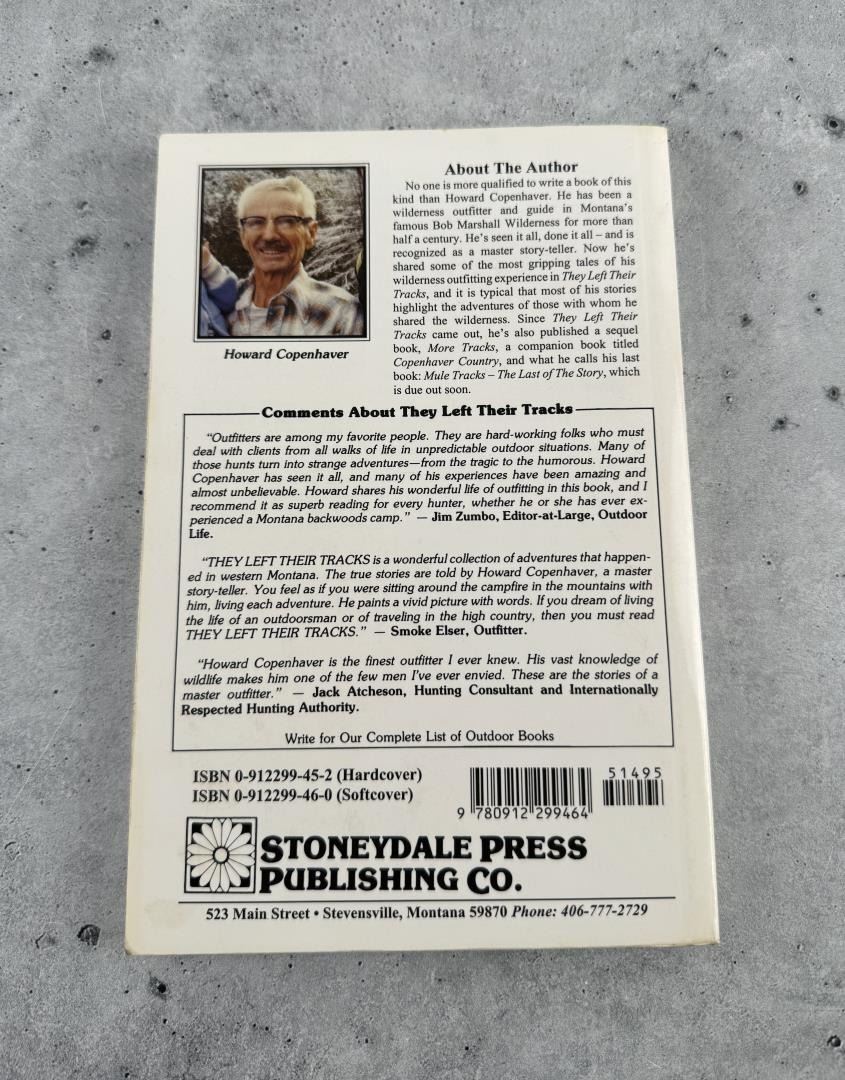 Howard Copenhaver
About The Author
No one is more qualified to write a book of this
kind than Howard Copenhaver. He has been a
wilderness outfitter and guide in Montana's
famous Bob Marshall Wilderness for more than
half a century. He's seen it all, done it all – and is
recognized as a master story-teller. Now he's
shared some of the most gripping tales of his
wilderness outfitting experience in They Left Their
Tracks, and it is typical that most of his stories
highlight the adventures of those with whom he
shared the wilderness. Since They Left Their
Tracks came out, he's also published a sequel
book, More Tracks, a companion book titled
Copenhaver Country, and what he calls his last
book: Mule Tracks – The Last of The Story, which
is due out soon.
Comments About They Left Their Tracks
"Outfitters are among my favorite people. They are hard-working folks who must
deal with clients from all walks of life in unpredictable outdoor situations. Many of
those hunts turn into strange adventures—from the tragic to the humorous. Howard
Copenhaver has seen it all, and many of his experiences have been amazing and
almost unbelievable. Howard shares his wonderful life of outfitting in this book, and I
recommend it as superb reading for every hunter, whether he or she has ever ex-
perienced a Montana backwoods camp." — Jim Zumbo, Editor-at-Large, Outdoor
Life.
"THEY LEFT THEIR TRACKS is a wonderful collection of adventures that happen-
ed in western Montana. The true stories are told by Howard Copenhaver, a master
story-teller. You feel as if you were sitting around the campfire in the mountains with
him, living each adventure. He paints a vivid picture with words. If you dream of living
the life of an outdoorsman or of traveling in the high country, then you must read
THEY LEFT THEIR TRACKS." — Smoke Elser, Outfitter.
"Howard Copenhaver is the finest outfitter I ever knew. His vast knowledge of
wildlife makes him one of the few men I've ever envied. These are the stories of a
master outfitter." — Jack Atcheson, Hunting Consultant and Internationally
Respected Hunting Authority.
Write for Our Complete List of Outdoor Books
ISBN 0-912299-45-2 (Hardcover)
ISBN 0-912299-46-0 (Softcover)
51495
9 780912 299464
STONEYDALE PRESS
PUBLISHING CO.
523 Main Street • Stevensville, Montana 59870 Phone: 406-777-2729